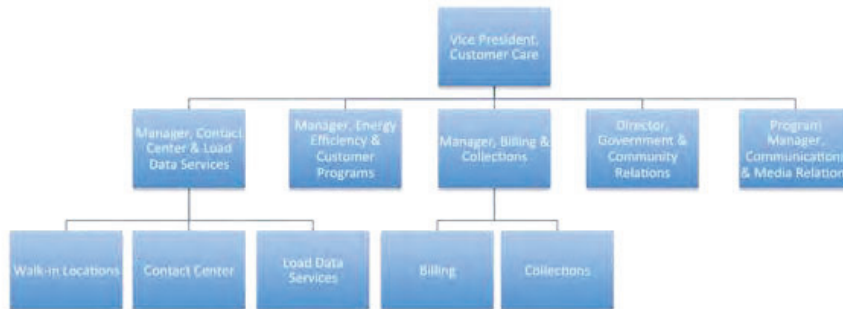 Vice President,
Customer Care
Manager, Contact
Center & Load
Data Services
Manager, Energy
Efficiency &
Customer
Programs
Manager, Billing &
Collections
Director,
Government &
Community
Relations
Program
Manager,
Communications
& Media Relation
Walk-in Locations
Contact Center
Load Data
Services
Billing
Collections